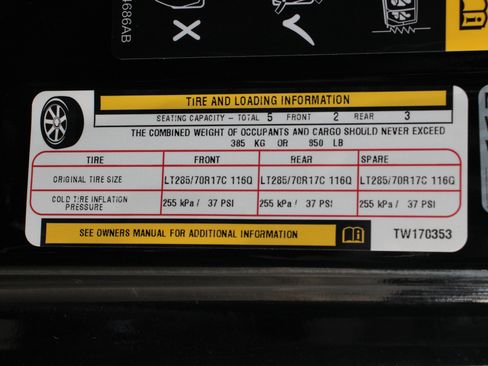 4686AB
TIRE AND LOADING INFORMATION
SEATING CAPACITY - TOTAL 5 FRONT 2 REAR 3
THE COMBINED WEIGHT OF OCCUPANTS AND CARGO SHOULD NEVER EXCEED
385 KG OR 850 LB
TIRE FRONT REAR SPARE
ORIGINAL TIRE SIZE LT285/70R17C 116Q LT285/70R17C 116Q LT285/70R17C 116Q
COLD TIRE INFLATION PRESSURE 255 kPa / 37 PSI 255 kPa / 37 PSI 255 kPa / 37 PSI
SEE OWNERS MANUAL FOR ADDITIONAL INFORMATION TW170353